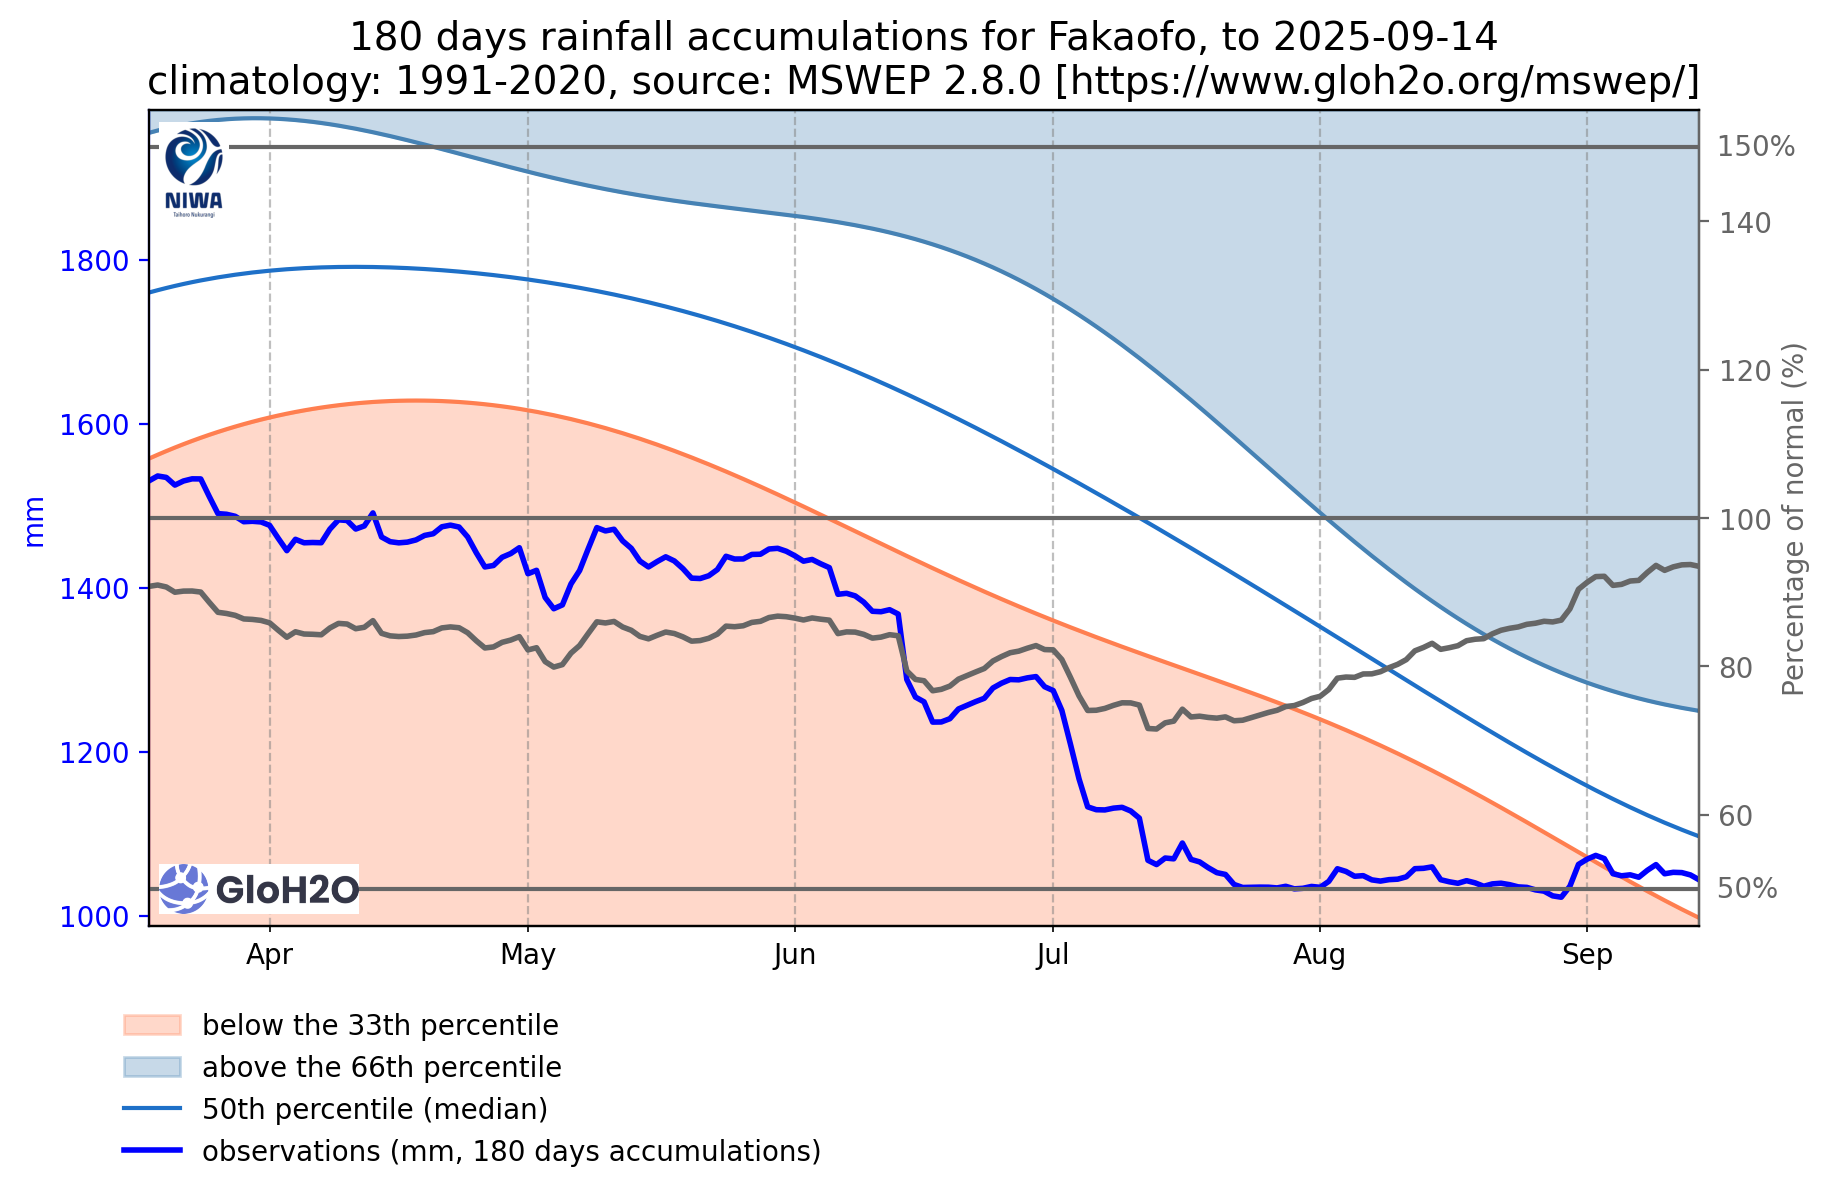 180 days rainfall accumulations for Fakaofo, to 2025-09-14
climatology: 1991-2020, source: MSWEP 2.8.0 [https://www.gloh2o.org/mswep/]
NIWA
Taihoro Nukurangi
150%
140
120
100
80
60
50%
Percentage of normal (%)
1800
1600
1400
1200
1000
mm
GloH2O
Apr
May
Jun
Jul
Aug
Sep
below the 33th percentile
above the 66th percentile
50th percentile (median)
observations (mm, 180 days accumulations)